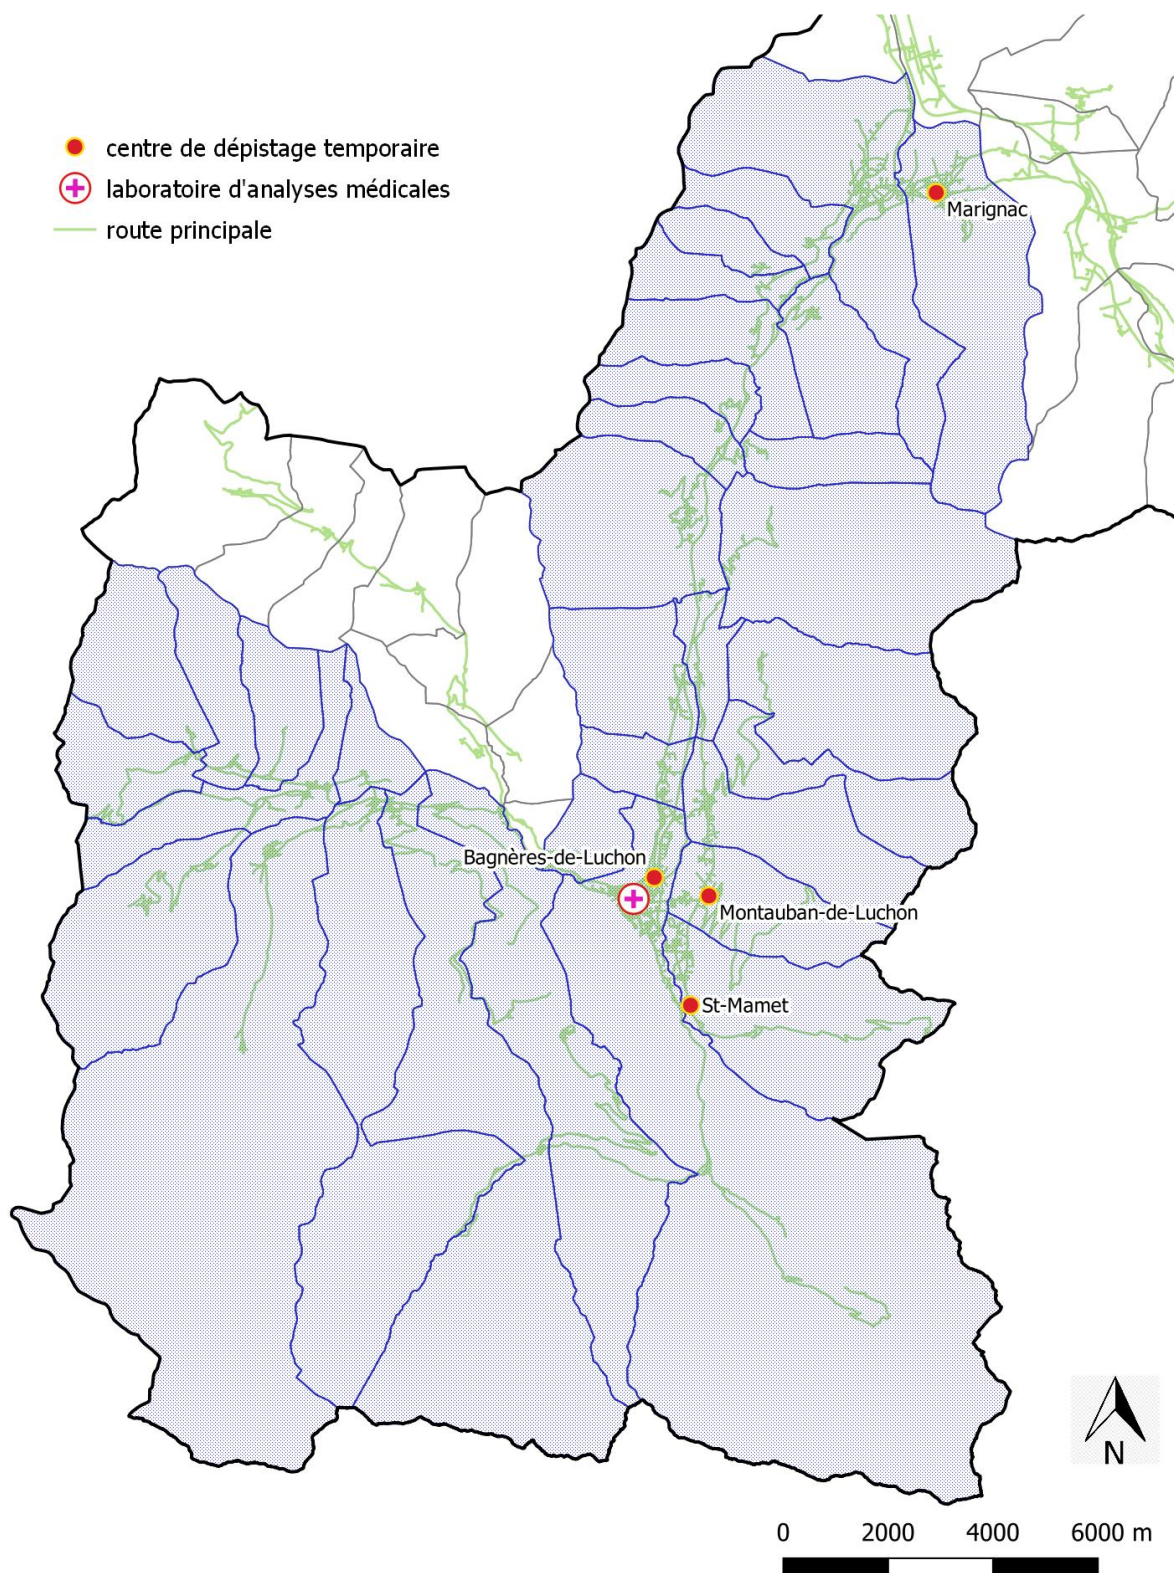 centre de dépistage temporaire
laboratoire d'analyses médicales
route principale
Marignac
Bagnères-de-Luchon
Montauban-de-Luchon
St-Mamet
N
0 2000 4000 6000 m